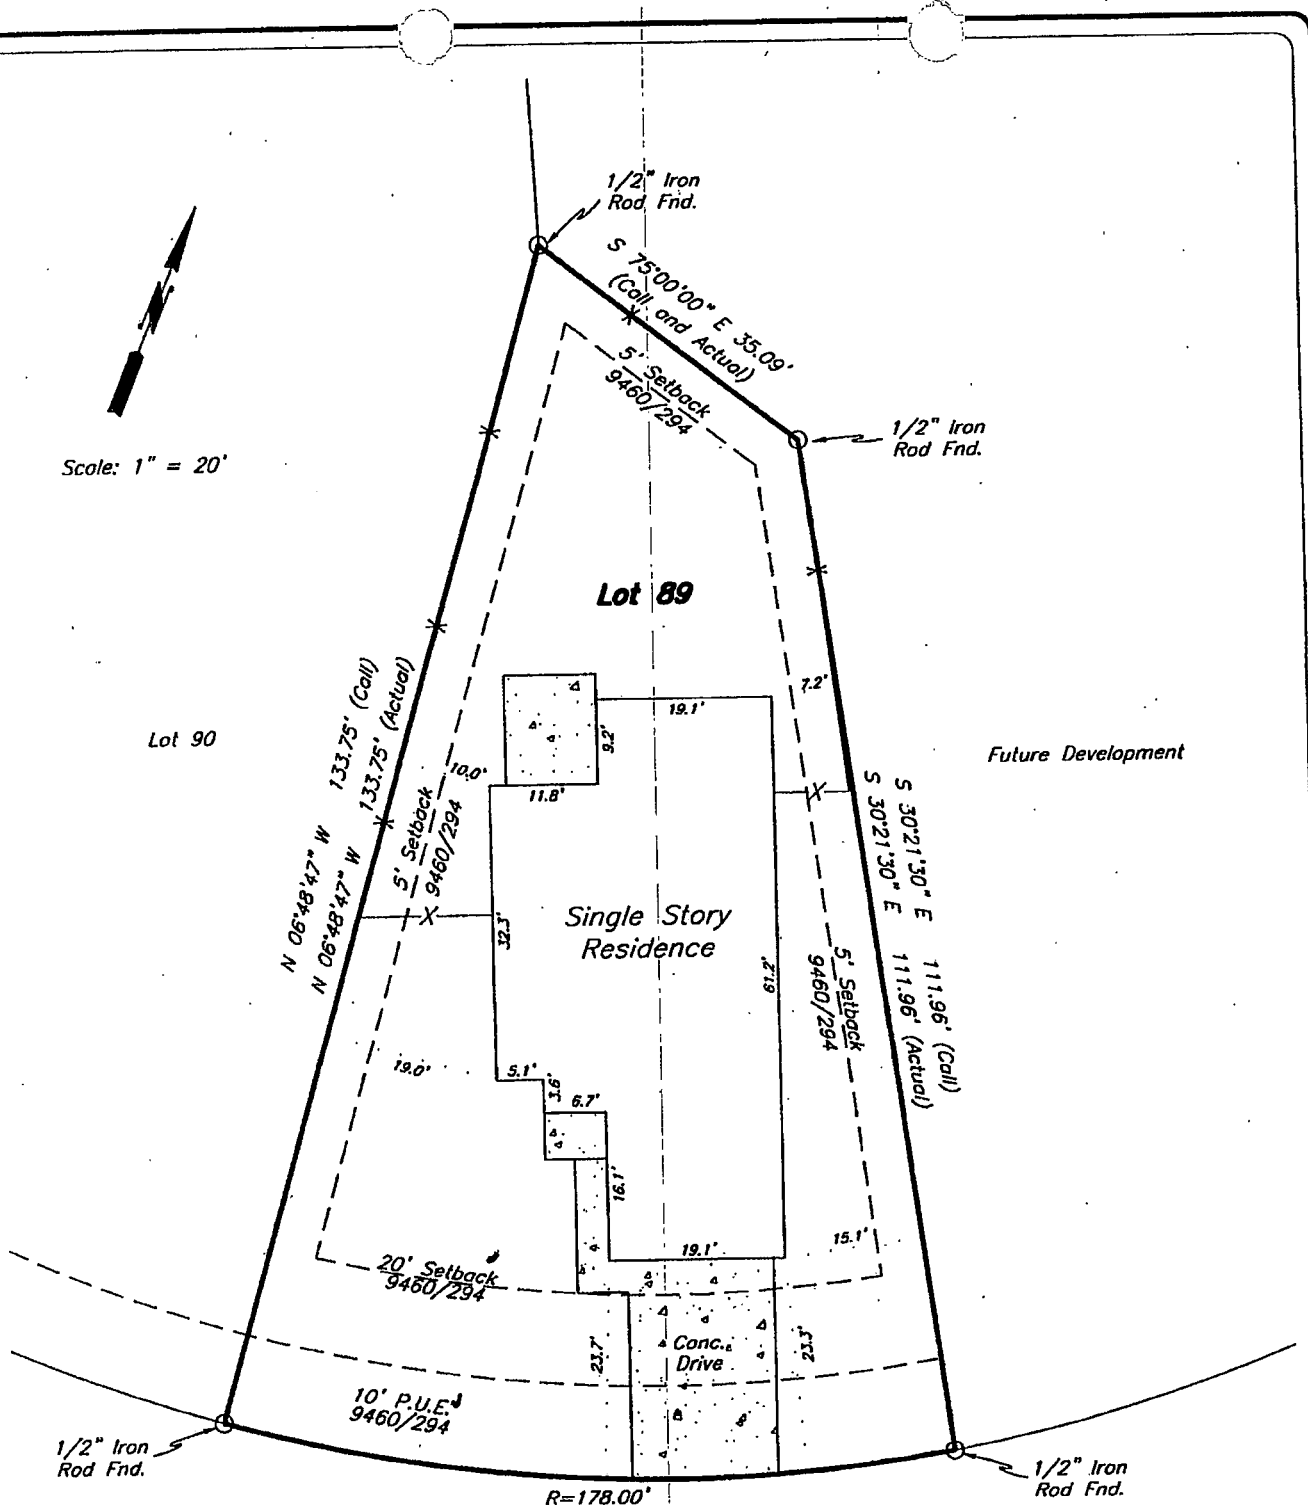 1/2" Iron
Rod Fnd.
S 75°00'00" E 35.09'
(Call and Actual)
5' Setback
9460/294
1/2" Iron
Rod Fnd.
Scale: 1" = 20'
Lot 89
7.2'
19.1'
9.2'
Lot 90
N 06°48'47" W 133.75' (Call)
N 06°48'47" W 133.75' (Actual)
10.0'
11.8'
Future Development
S 30°21'30" E 111.96' (Call)
S 30°21'30" E 111.96' (Actual)
5' Setback
9460/294
32.3'
Single Story
Residence
61.2'
5' Setback
9460/294
19.0'
5.1'
3.6'
6.7'
16.1'
19.1'
15.1'
20' Setback
9460/294
23.7'
Conc.
Drive
23.3'
10' P.U.E.
9460/294
1/2" Iron
Rod Fnd.
1/2" Iron
Rod Fnd.
R=178.00'